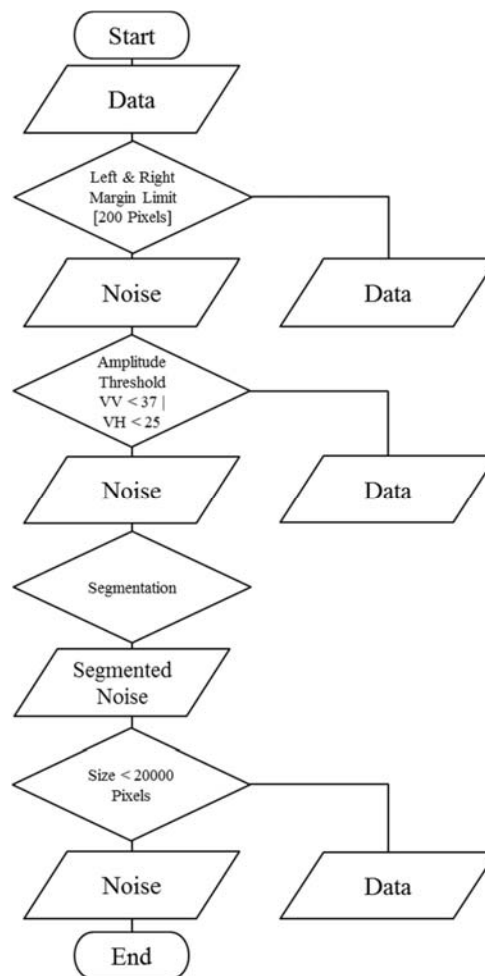 Start
Data
Left & Right
Margin Limit
[200 Pixels]
Noise
Data
Amplitude
Threshold
VV < 37 |
VH < 25
Noise
Data
Segmentation
Segmented
Noise
Size < 20000
Pixels
Noise
Data
End